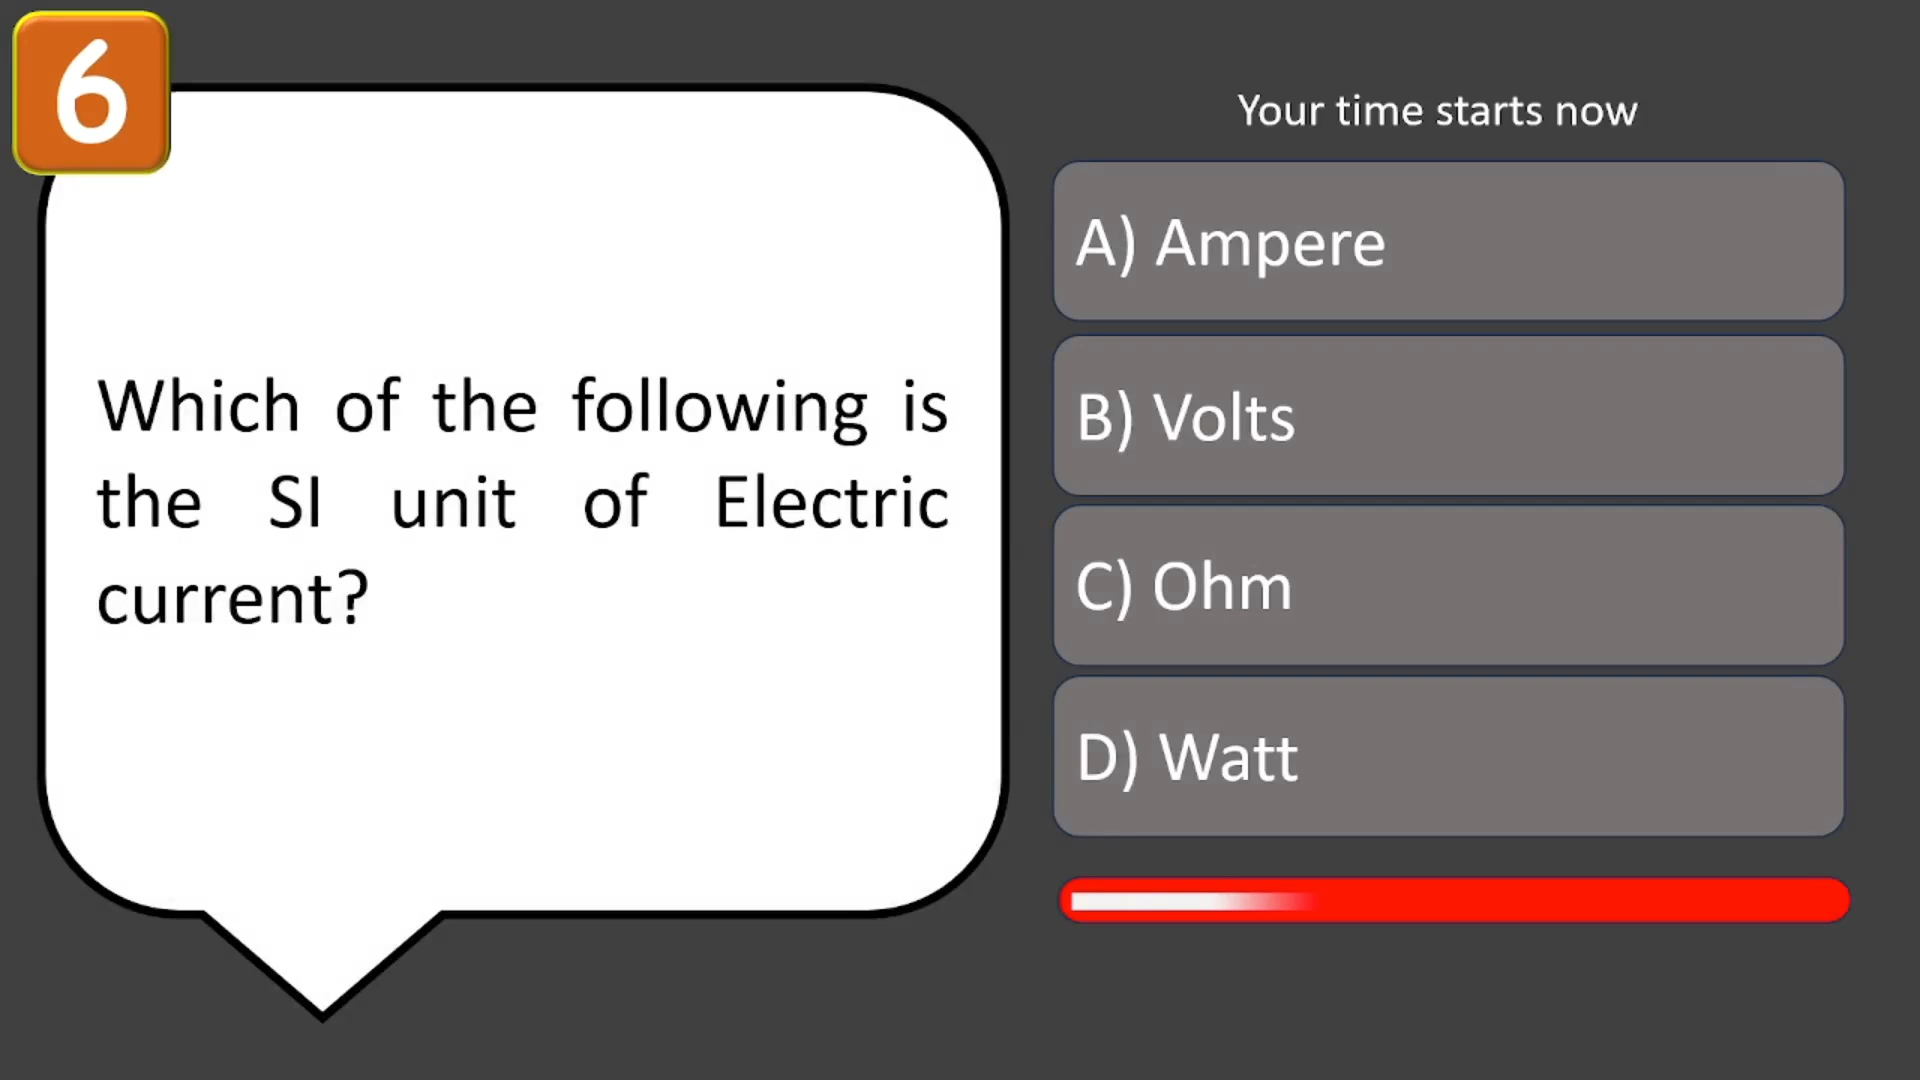 6
Which of the following is
the SI unit of Electric
current?
Your time starts now
A) Ampere
B) Volts
C) Ohm
D) Watt